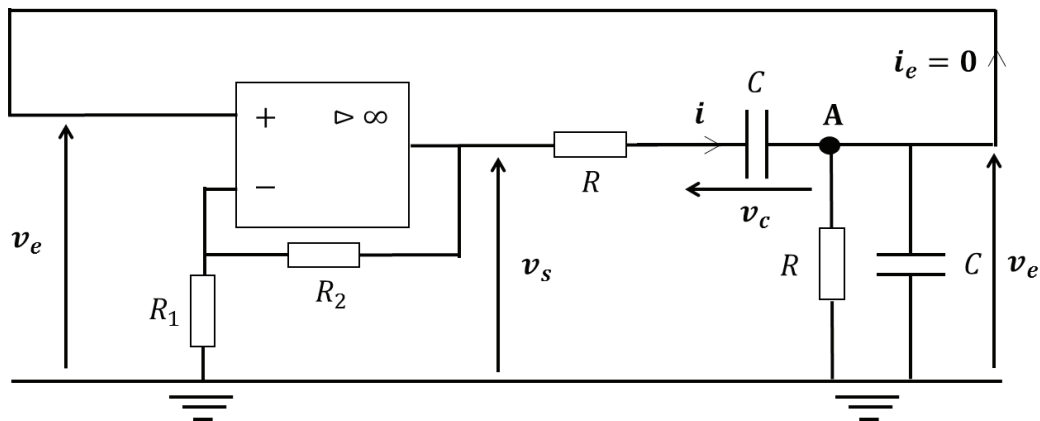 i_e = 0
C
A
+ ⊳ ∞
i
R
v_c
−
v_e
R_2
v_s
R
C
v_e
R_1